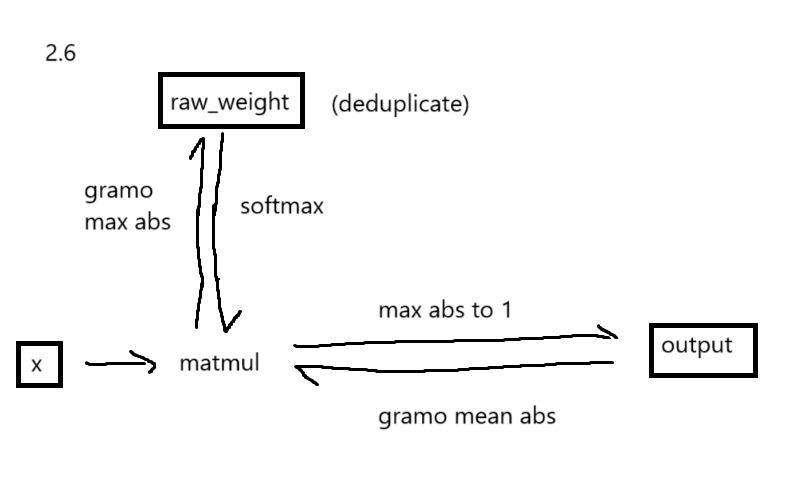 2.6
raw_weight
(deduplicate)
gramo
max abs
softmax
max abs to 1
x
matmul
output
gramo mean abs